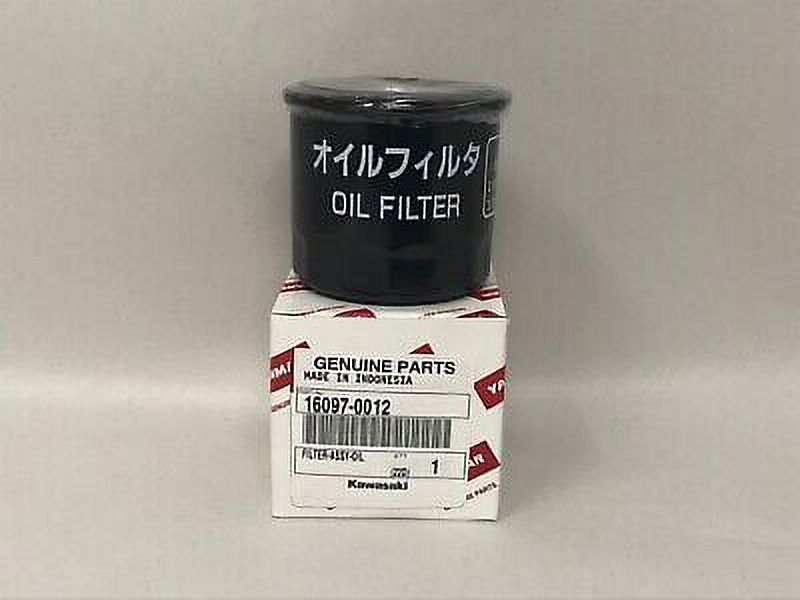 オイルフィルタ
OIL FILTER
GENUINE PARTS
MADE IN INDONESIA
16097-0012
FILTER-ASSY-OIL
1
Kawasaki
PARTS